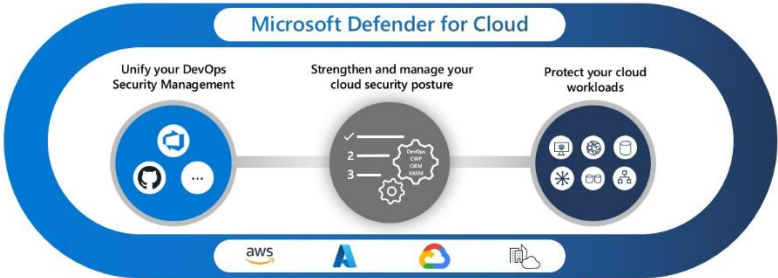 Microsoft Defender for Cloud
Unify your DevOps
Security Management
Strengthen and manage your
cloud security posture
Protect your cloud
workloads
2
3
DevOps
CWP
CIEM
EASM
...
aws